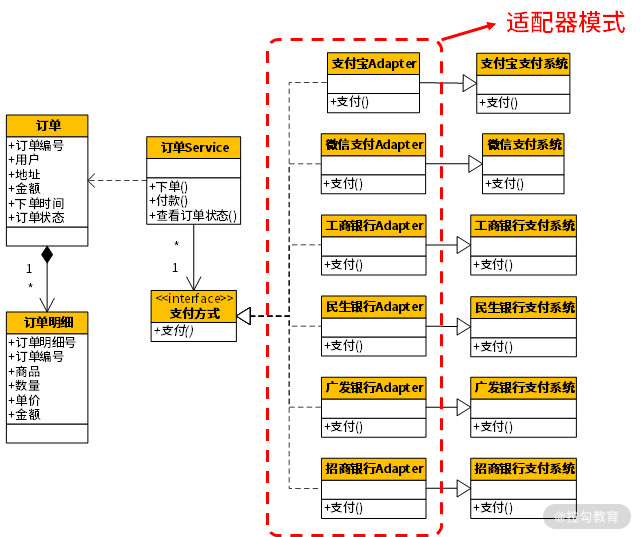 适配器模式
订单
+订单编号
+用户
+地址
+金额
+下单时间
+订单状态
1
*
订单明细
+订单明细号
+订单编号
+商品
+数量
+单价
+金额
订单Service
+下单()
+付款()
+查看订单状态()
*
1
<<interface>>
支付方式
+支付()
支付宝Adapter
+支付()
支付宝支付系统
+支付()
微信支付Adapter
+支付()
微信支付系统
+支付()
工商银行Adapter
+支付()
工商银行支付系统
+支付()
民生银行Adapter
+支付()
民生银行支付系统
+支付()
广发银行Adapter
+支付()
广发银行支付系统
+支付()
招商银行Adapter
+支付()
招商银行支付系统
+支付()
@拉勾教育